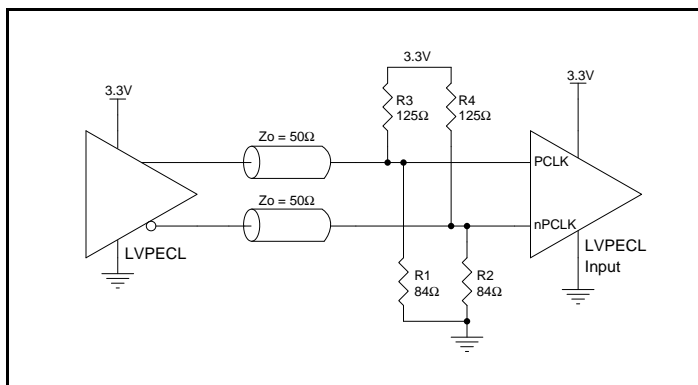 3.3V
3.3V
3.3V
R3
125Ω
R4
125Ω
Zo = 50Ω
PCLK
Zo = 50Ω
nPCLK
LVPECL
LVPECL
Input
R1
84Ω
R2
84Ω